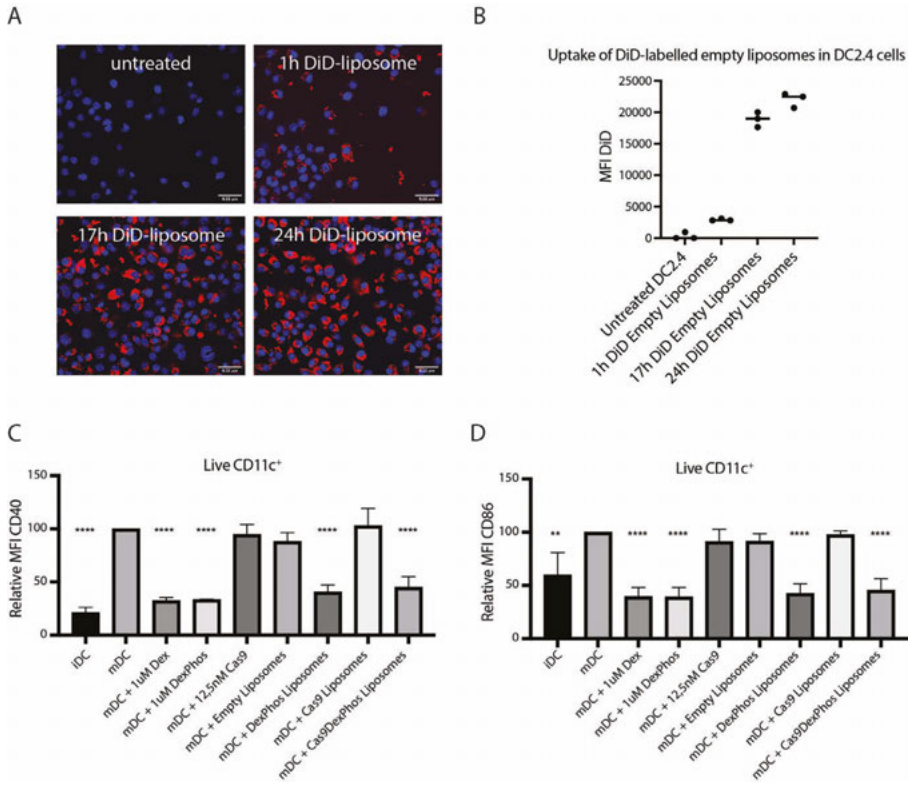 A
untreated
1h DiD-liposome
17h DiD-liposome
24h DiD-liposome
B
Uptake of DiD-labelled empty liposomes in DC2.4 cells
MFI DiD
25000
20000
15000
10000
5000
0
Untreated DC2.4
1h DiD Empty Liposomes
17h DiD Empty Liposomes
24h DiD Empty Liposomes
C
Live CD11c⁺
Relative MFI CD40
150
100
50
0
**** **** **** **** ****
iDC
mDC
mDC + 1uM Dex
mDC + 1uM DexPhos
mDC + 12,5nM Cas9
mDC + Empty Liposomes
mDC + DexPhos Liposomes
mDC + Cas9 Liposomes
mDC + Cas9DexPhos Liposomes
D
Live CD11c⁺
Relative MFI CD86
150
100
50
0
** **** **** **** ****
iDC
mDC
mDC + 1uM Dex
mDC + 1uM DexPhos
mDC + 12,5nM Cas9
mDC + Empty Liposomes
mDC + DexPhos Liposomes
mDC + Cas9 Liposomes
mDC + Cas9DexPhos Liposomes